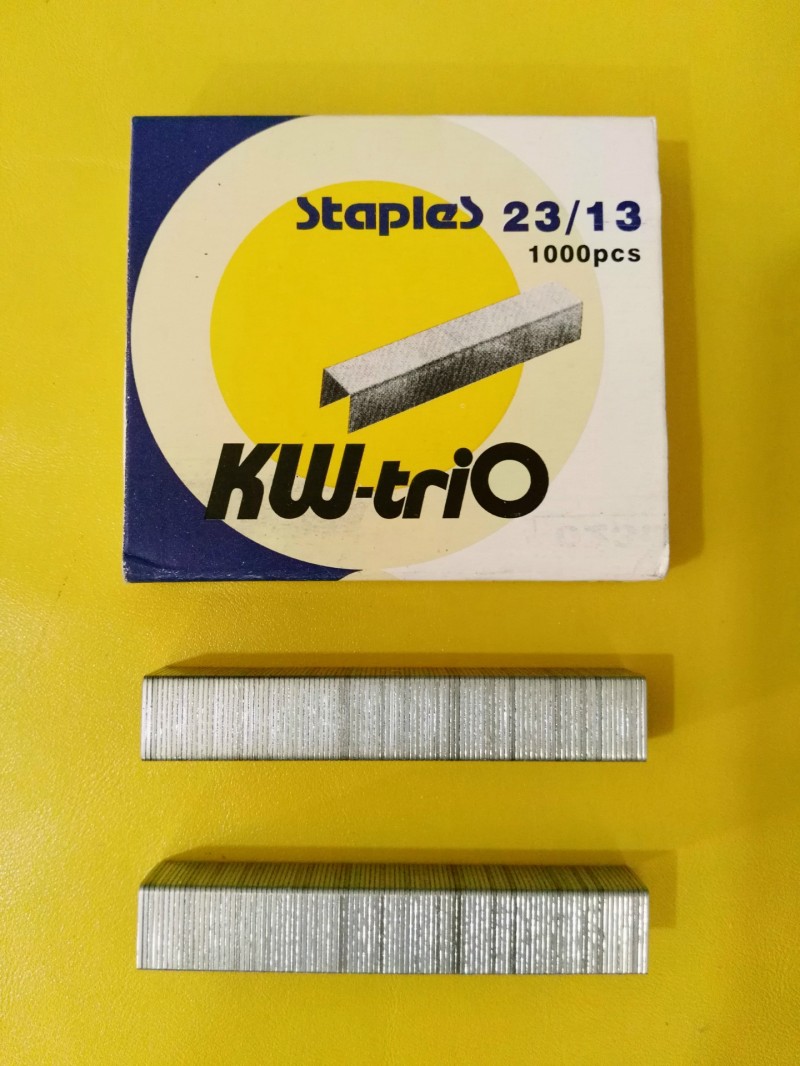 Staples 23/13
1000pcs
KW-triO